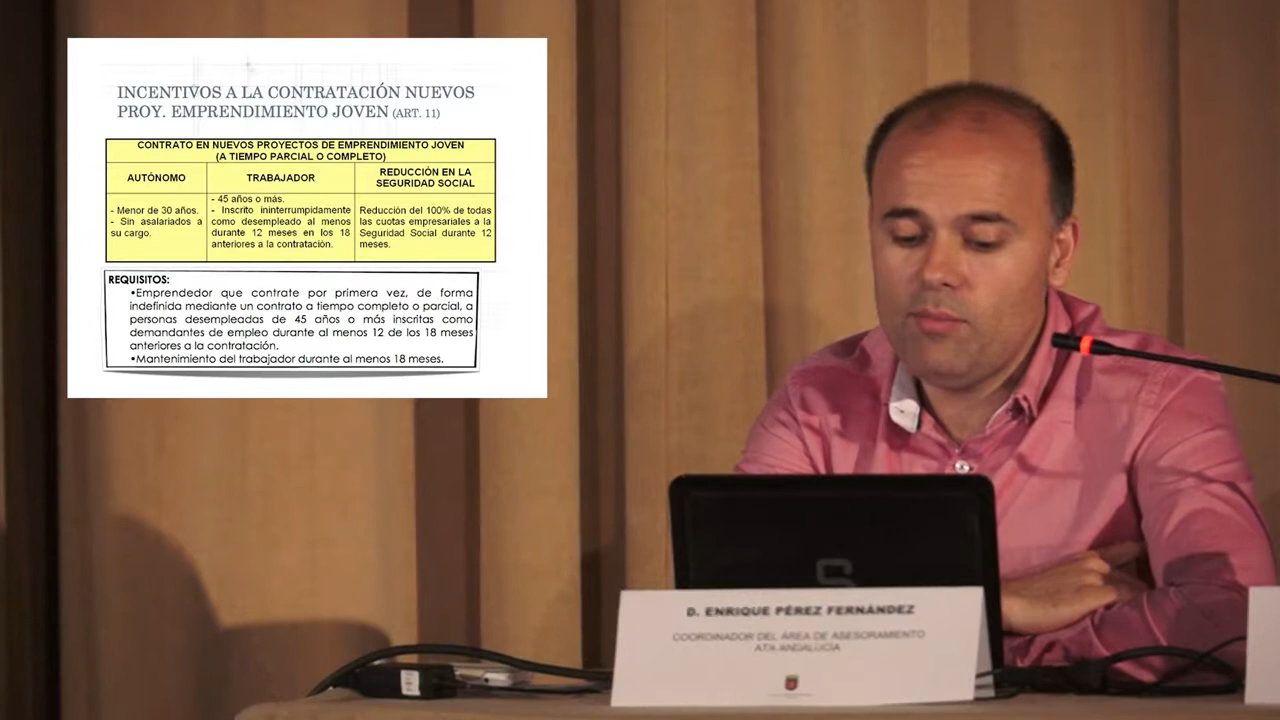 INCENTIVOS A LA CONTRATACIÓN NUEVOS
PROY. EMPRENDIMIENTO JOVEN (ART. 11)
CONTRATO EN NUEVOS PROYECTOS DE EMPRENDIMIENTO JOVEN
(A TIEMPO PARCIAL O COMPLETO)
AUTÓNOMO
TRABAJADOR
REDUCCIÓN EN LA
SEGURIDAD SOCIAL
- Menor de 30 años.
- Sin asalariados a
su cargo.
- 45 años o más.
- Inscrito ininterrumpidamente
como desempleado al menos
durante 12 meses en los 18
anteriores a la contratación.
Reducción del 100% de todas
las cuotas empresariales a la
Seguridad Social durante 12
meses.
REQUISITOS:
•Emprendedor que contrate por primera vez, de forma
indefinida mediante un contrato a tiempo completo o parcial, a
personas desempleadas de 45 años o más inscritas como
demandantes de empleo durante al menos 12 de los 18 meses
anteriores a la contratación.
•Mantenimiento del trabajador durante al menos 18 meses.
D. ENRIQUE PÉREZ FERNÁNDEZ
COORDINADOR DEL ÁREA DE ASESORAMIENTO
ATA ANDALUCÍA